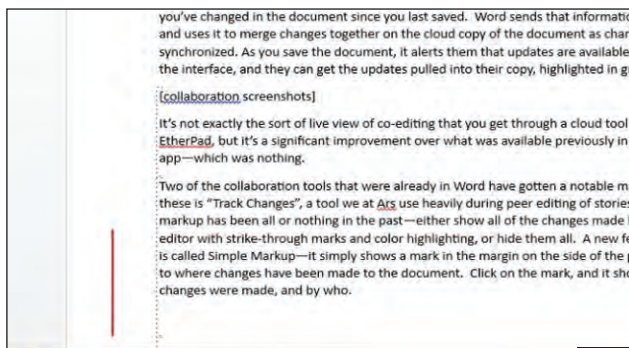 you've changed in the document since you last saved.  Word sends that informatio
and uses it to merge changes together on the cloud copy of the document as chan
synchronized. As you save the document, it alerts them that updates are available
the interface, and they can get the updates pulled into their copy, highlighted in g
[collaboration screenshots]
It's not exactly the sort of live view of co-editing that you get through a cloud tool
EtherPad, but it's a significant improvement over what was available previously in
app—which was nothing.
Two of the collaboration tools that were already in Word have gotten a notable m
these is "Track Changes", a tool we at Ars use heavily during peer editing of stories
markup has been all or nothing in the past—either show all of the changes made
editor with strike-through marks and color highlighting, or hide them all.  A new fe
is called Simple Markup—it simply shows a mark in the margin on the side of the p
to where changes have been made to the document.  Click on the mark, and it sho
changes were made, and by who.